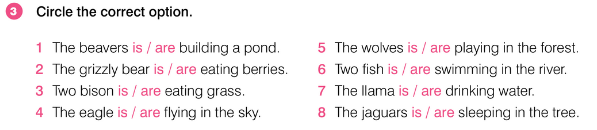 3 Circle the correct option.
1 The beavers is / are building a pond.
2 The grizzly bear is / are eating berries.
3 Two bison is / are eating grass.
4 The eagle is / are flying in the sky.
5 The wolves is / are playing in the forest.
6 Two fish is / are swimming in the river.
7 The llama is / are drinking water.
8 The jaguars is / are sleeping in the tree.